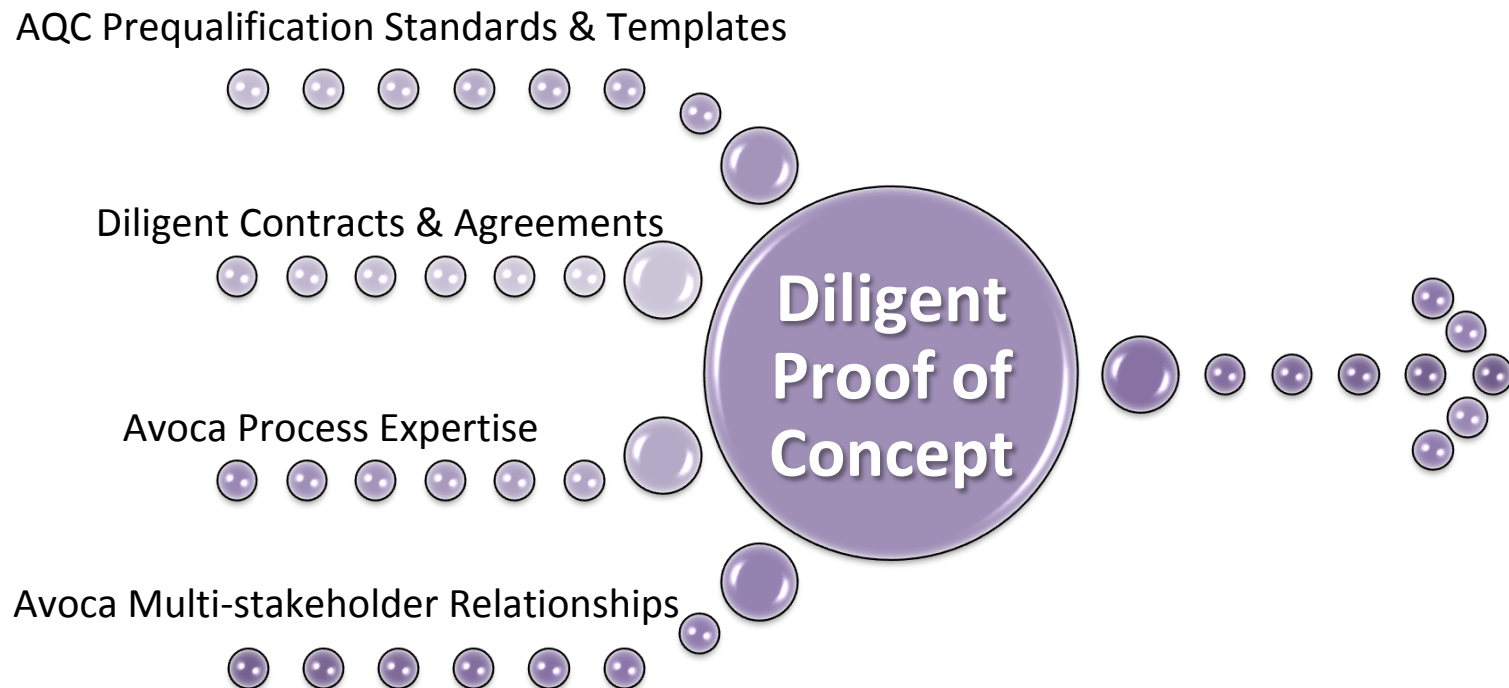 AQC Prequalification Standards & Templates
Diligent Contracts & Agreements
Diligent
Proof of
Concept
Avoca Process Expertise
Avoca Multi-stakeholder Relationships